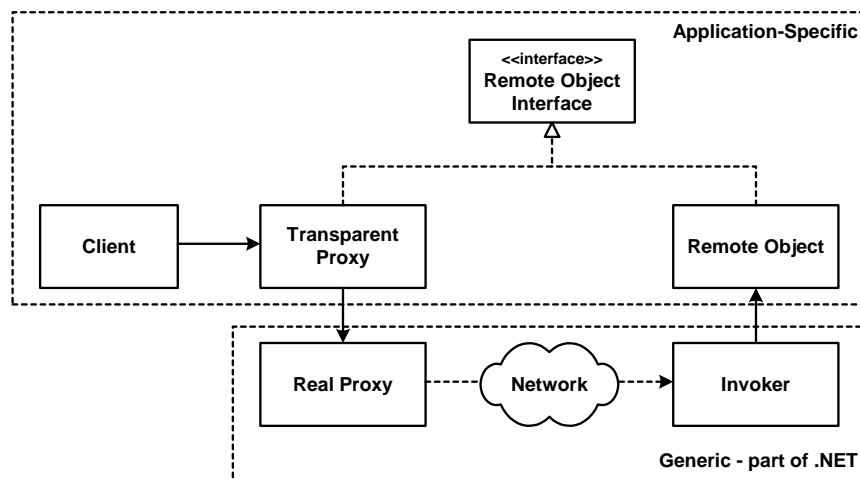 Application-Specific
<<interface>>
Remote Object
Interface
Client
Transparent
Proxy
Remote Object
Real Proxy
Network
Invoker
Generic - part of .NET